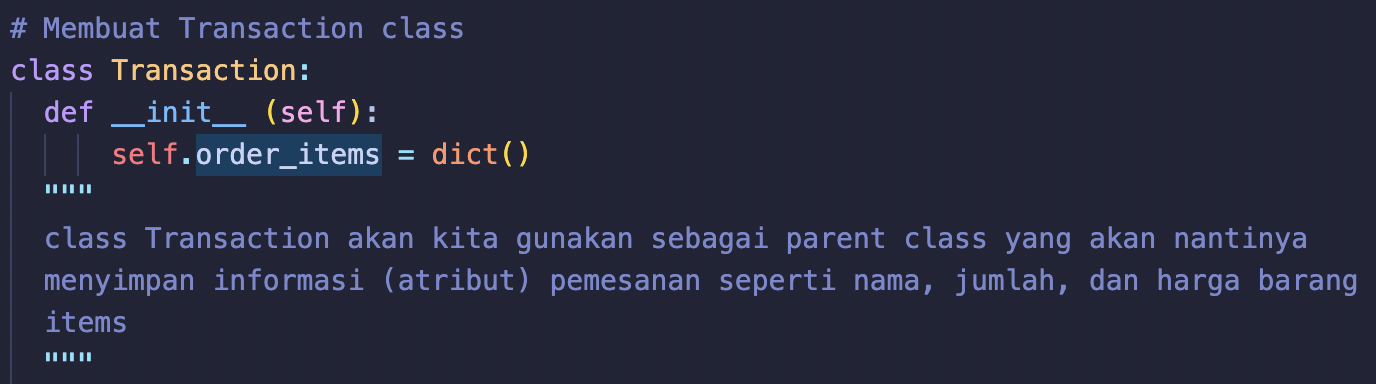 # Membuat Transaction class
class Transaction:
def __init__ (self):
self.order_items = dict()
"""
class Transaction akan kita gunakan sebagai parent class yang akan nantinya
menyimpan informasi (atribut) pemesanan seperti nama, jumlah, dan harga barang
items
"""